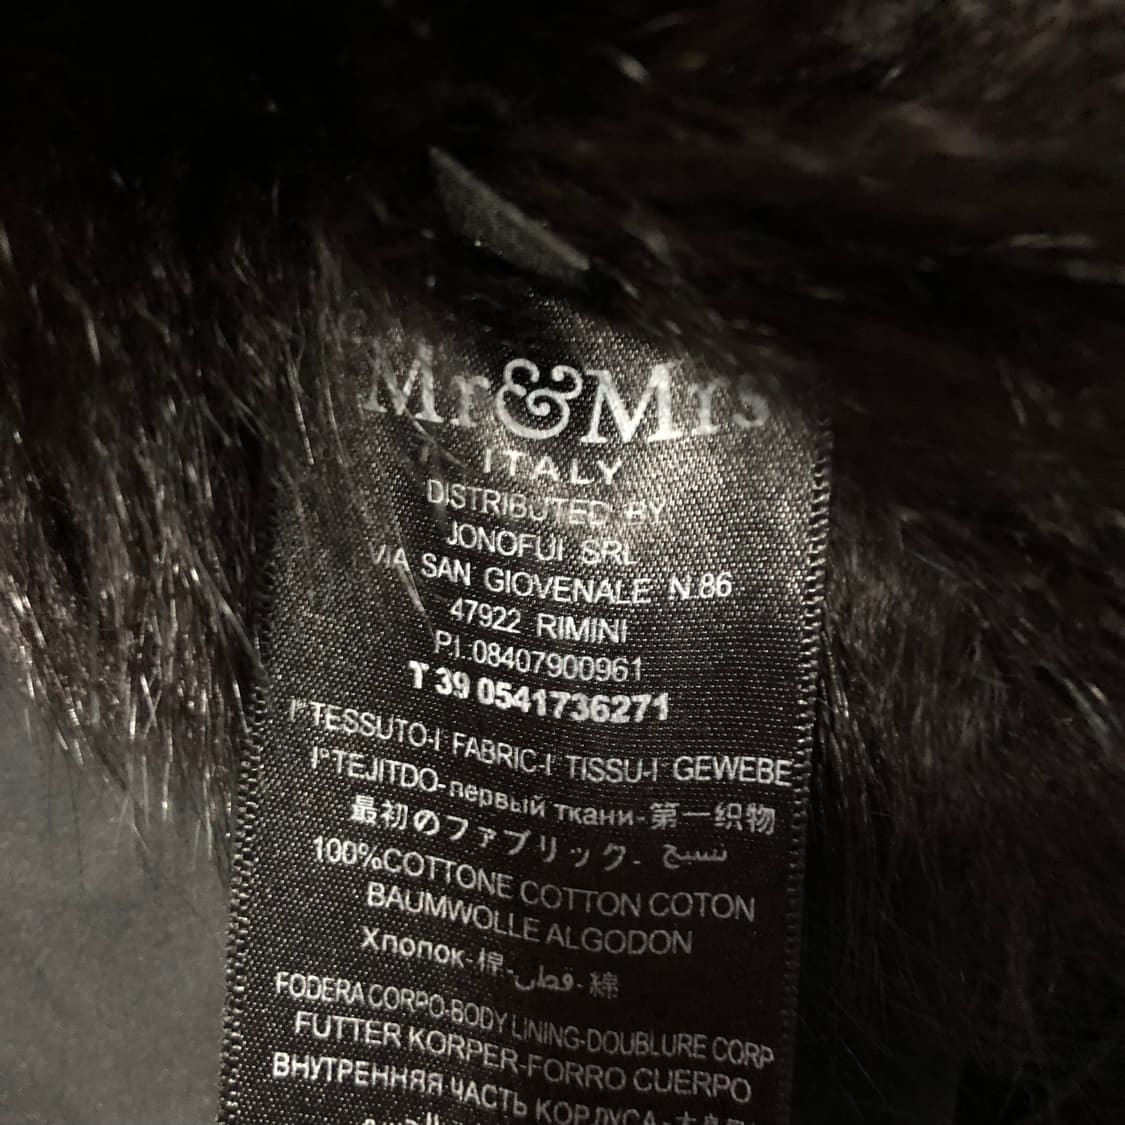 Mr&Mrs
ITALY
DISTRIBUTED BY
JONOFUI SRL
VIA SAN GIOVENALE N.86
47922 RIMINI
P.I.08407900961
T 39 0541736271
I° TESSUTO-I FABRIC-I TISSU-I GEWEBE
I° TEJITDO-первый ткани-第一织物
最初のファブリック- نسيج
100%COTTONE COTTON COTON
BAUMWOLLE ALGODON
Хлопок-棉-قطن-綿
FODERA CORPO-BODY LINING-DOUBLURE CORP
FUTTER KORPER-FORRO CUERPO
ВНУТРЕННЯЯ ЧАСТЬ КОРПУСА-